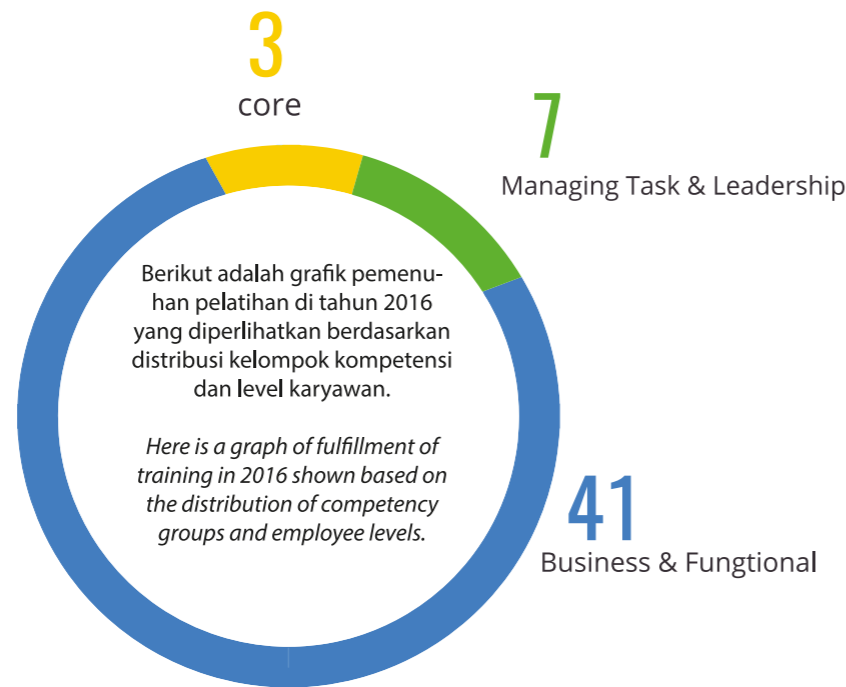 3
core
7
Managing Task & Leadership
Berikut adalah grafik pemenu-
han pelatihan di tahun 2016
yang diperlihatkan berdasarkan
distribusi kelompok kompetensi
dan level karyawan.
Here is a graph of fulfillment of
training in 2016 shown based on
the distribution of competency
groups and employee levels.
41
Business & Fungtional